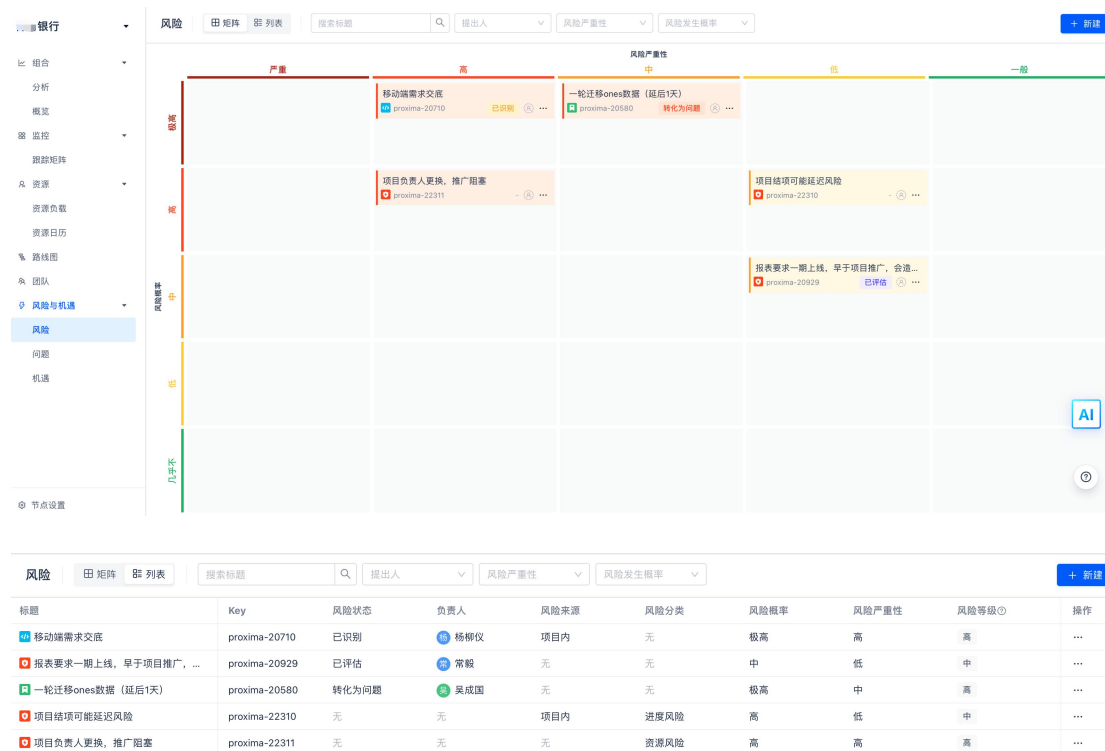 银行
组合
分析
概览
监控
跟踪矩阵
资源
资源负载
资源日历
路线图
团队
风险与机遇
风险
问题
机遇
节点设置
风险 矩阵 列表 搜索标题 提出人 风险严重性 风险发生概率 + 新建
风险严重性
严重 高 中 低 一般
风险概率
极高
移动端需求交底
proxima-20710 已识别
一轮迁移ones数据（延后1天）
proxima-20580 转化为问题
高
项目负责人更换，推广阻塞
proxima-22311 -
项目结项可能延迟风险
proxima-22310 -
中
报表要求一期上线，早于项目推广，会造...
proxima-20929 已评估
低
几乎不
AI
风险 矩阵 列表 搜索标题 提出人 风险严重性 风险发生概率 + 新建
标题 Key 风险状态 负责人 风险来源 风险分类 风险概率 风险严重性 风险等级 操作
移动端需求交底 proxima-20710 已识别 杨 杨柳仪 项目内 无 极高 高 高 ...
报表要求一期上线，早于项目推广，... proxima-20929 已评估 常 常毅 无 无 中 低 中 ...
一轮迁移ones数据（延后1天） proxima-20580 转化为问题 吴 吴成国 无 无 极高 中 高 ...
项目结项可能延迟风险 proxima-22310 无 无 项目内 进度风险 高 低 中 ...
项目负责人更换，推广阻塞 proxima-22311 无 无 无 资源风险 高 高 高 ...